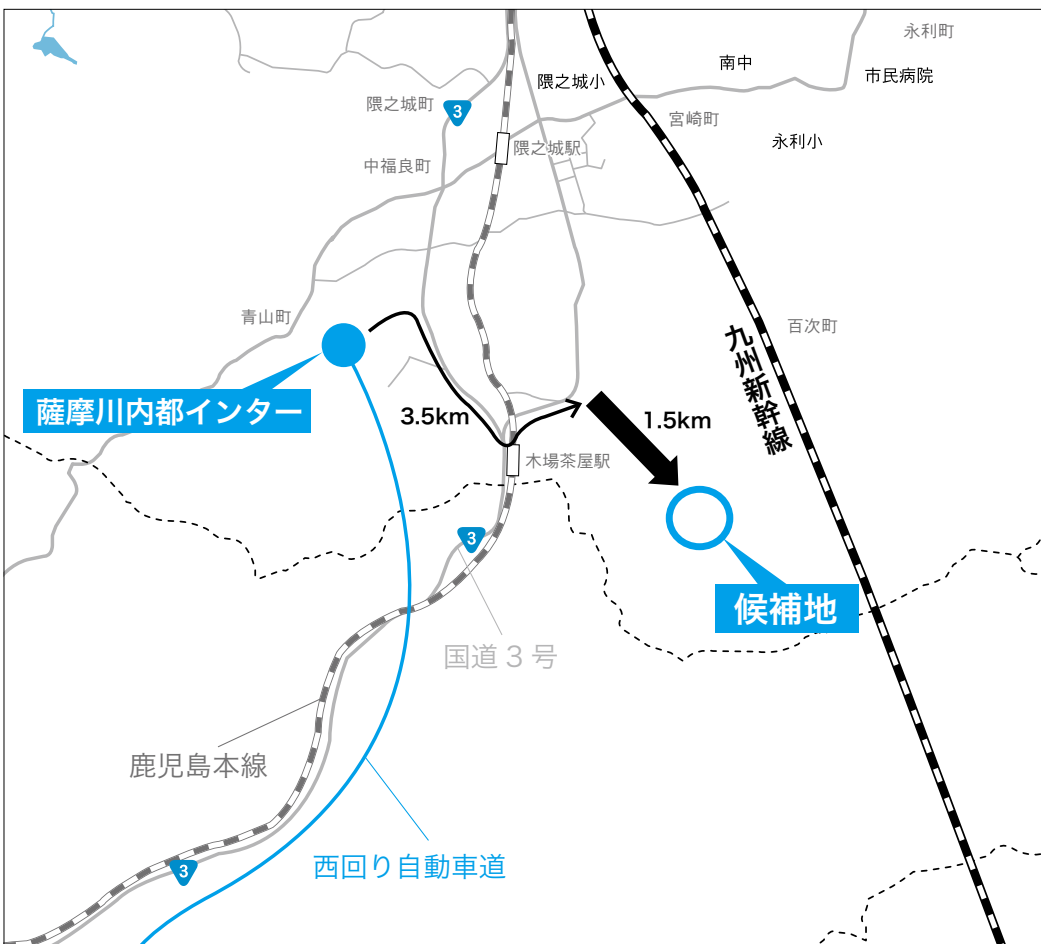 永利町
南中
市民病院
隈之城小
隈之城町
3
宮崎町
永利小
隈之城駅
中福良町
青山町
百次町
九州新幹線
薩摩川内都インター
3.5km
1.5km
木場茶屋駅
3
候補地
国道3号
鹿児島本線
3
西回り自動車道